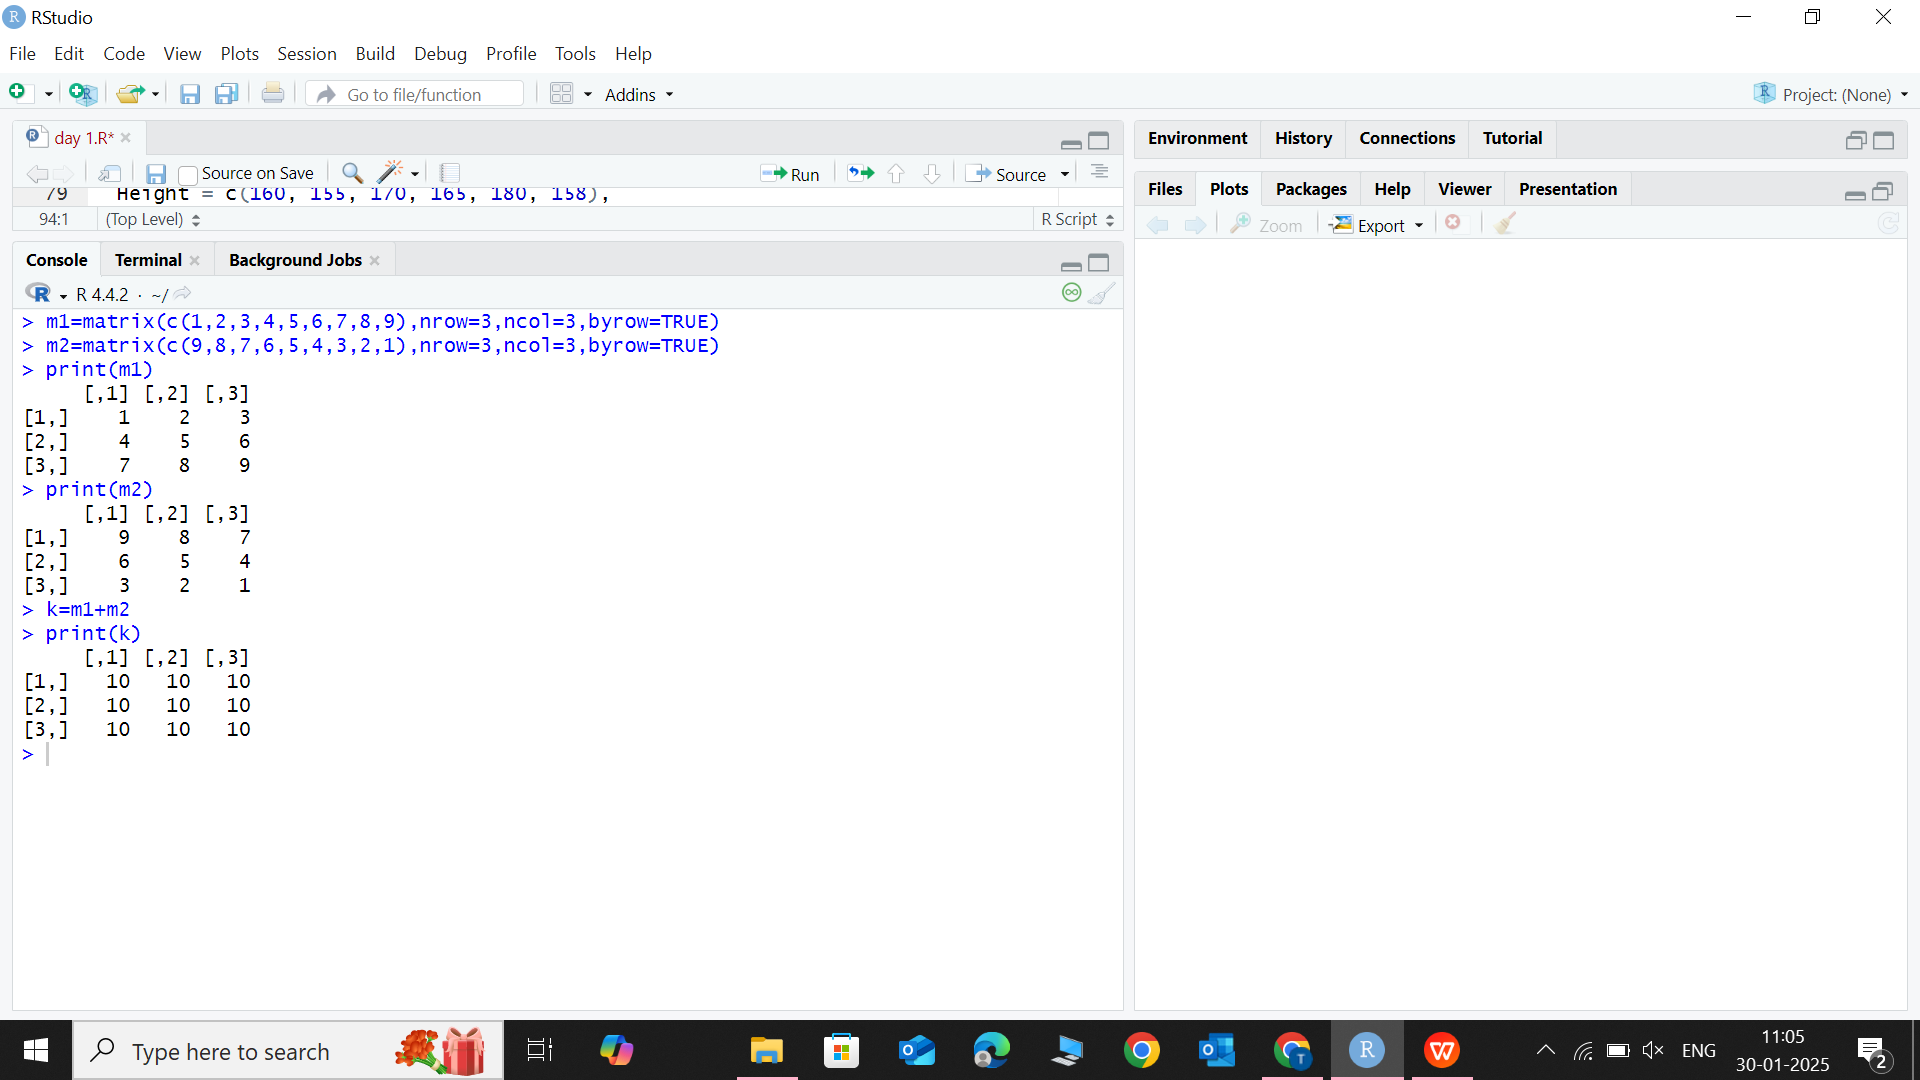 RStudio
File Edit Code View Plots Session Build Debug Profile Tools Help
Go to file/function Addins Project: (None)
day 1.R*
Source on Save Run Source
79 Height = c(160, 155, 170, 165, 180, 158),
94:1 (Top Level) R Script
Console Terminal Background Jobs
R 4.4.2 · ~/
> m1=matrix(c(1,2,3,4,5,6,7,8,9),nrow=3,ncol=3,byrow=TRUE)
> m2=matrix(c(9,8,7,6,5,4,3,2,1),nrow=3,ncol=3,byrow=TRUE)
> print(m1)
     [,1] [,2] [,3]
[1,]    1    2    3
[2,]    4    5    6
[3,]    7    8    9
> print(m2)
     [,1] [,2] [,3]
[1,]    9    8    7
[2,]    6    5    4
[3,]    3    2    1
> k=m1+m2
> print(k)
     [,1] [,2] [,3]
[1,]   10   10   10
[2,]   10   10   10
[3,]   10   10   10
>
Environment History Connections Tutorial
Files Plots Packages Help Viewer Presentation
Zoom Export
Type here to search
ENG
11:05
30-01-2025
2